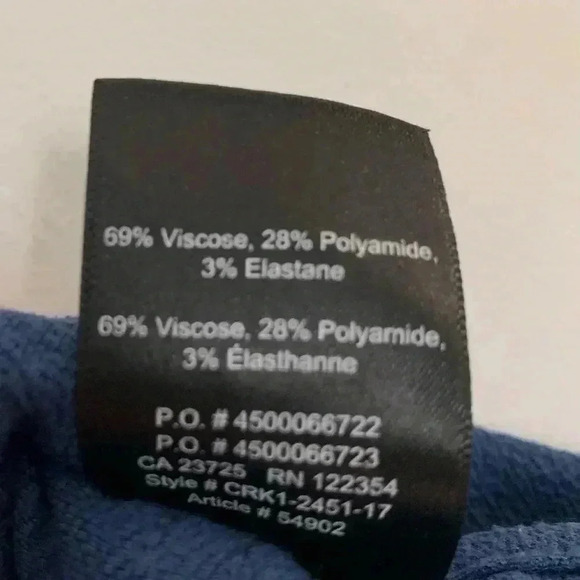 69% Viscose, 28% Polyamide,
3% Elastane
69% Viscose, 28% Polyamide,
3% Élasthanne
P.O. # 4500066722
P.O. # 4500066723
CA 23725 RN 122354
Style # CRK1-2451-17
Article # 54902